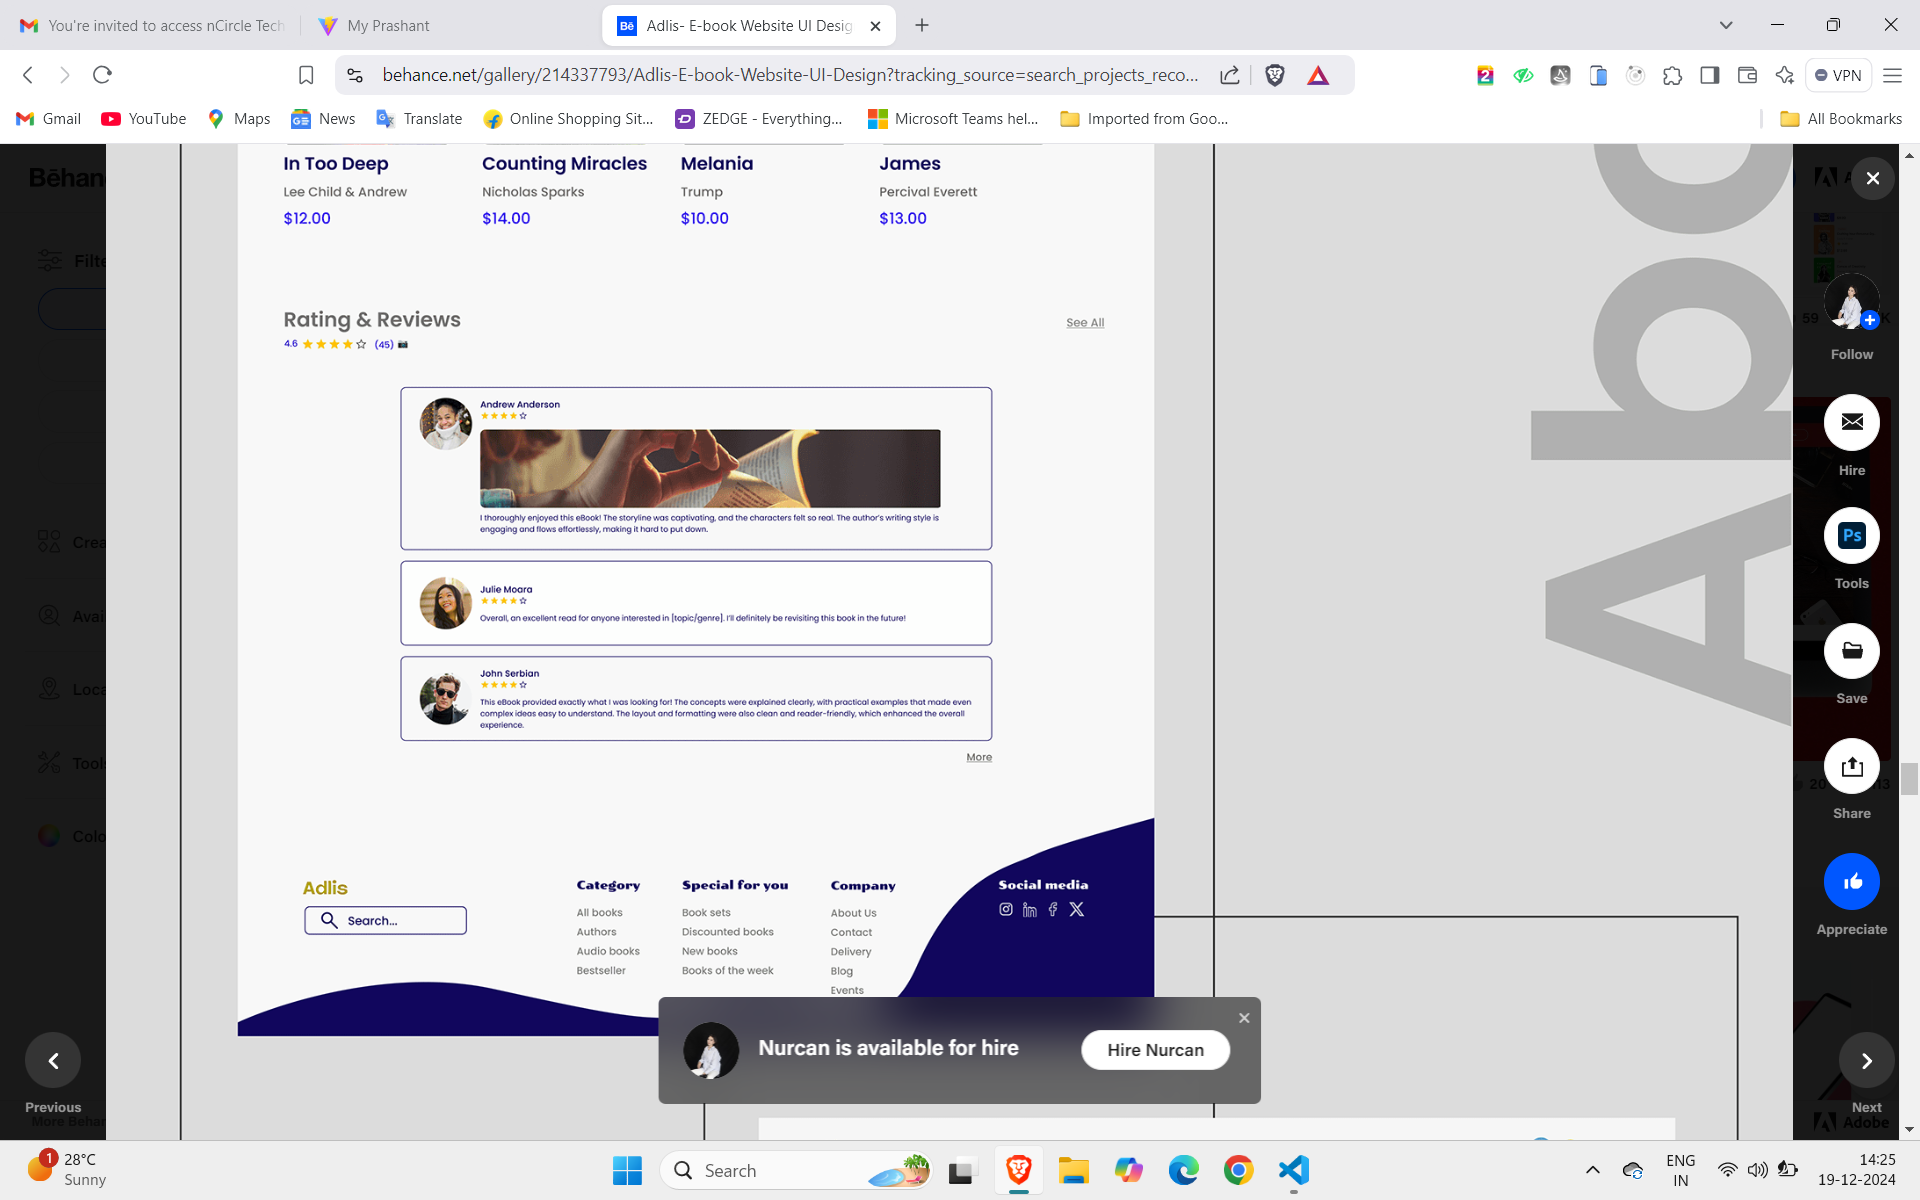 You're invited to access nCircle Tech
My Prashant
Bē
Adlis- E-book Website UI Desig
behance.net/gallery/214337793/Adlis-E-book-Website-UI-Design?tracking_source=search_projects_reco...
2
VPN
Gmail
YouTube
Maps
News
Translate
Online Shopping Sit...
ZEDGE - Everything...
Microsoft Teams hel...
Imported from Goo...
All Bookmarks
In Too Deep
Counting Miracles
Melania
James
Lee Child & Andrew
Nicholas Sparks
Trump
Percival Everett
$12.00
$14.00
$10.00
$13.00
Rating & Reviews
See All
4.6
(45)
Andrew Anderson
I thoroughly enjoyed this eBook! The storyline was captivating, and the characters felt so real. The author's writing style is
engaging and flows effortlessly, making it hard to put down.
Julie Moara
Overall, an excellent read for anyone interested in [topic/genre]. I'll definitely be revisiting this book in the future!
John Serbian
This eBook provided exactly what I was looking for! The concepts were explained clearly, with practical examples that made even
complex ideas easy to understand. The layout and formatting were also clean and reader-friendly, which enhanced the overall
experience.
More
Adlis
Search...
Category
All books
Authors
Audio books
Bestseller
Special for you
Book sets
Discounted books
New books
Books of the week
Company
About Us
Contact
Delivery
Blog
Events
Social media
Abo
Bēhan
Filte
Crea
Avai
Loca
Tools
Colo
Previous
More Behan
59
K
Follow
Hire
Ps
Tools
Save
20
13
Share
Appreciate
Next
Adobe
Nurcan is available for hire
Hire Nurcan
1
28°C
Sunny
Search
ENG
IN
14:25
19-12-2024